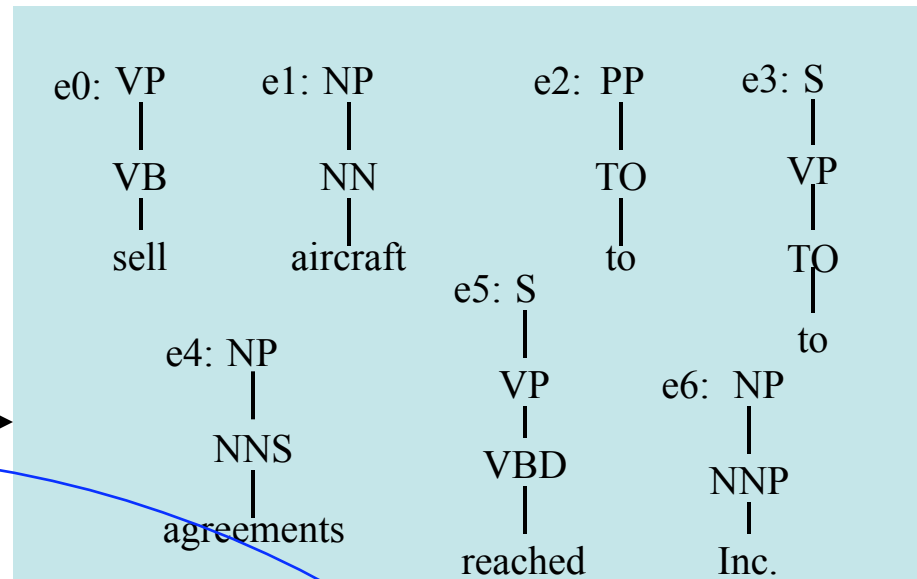 e0: VP
VB
sell
e1: NP
NN
aircraft
e2: PP
TO
to
e3: S
VP
TO
to
e4: NP
NNS
agreements
e5: S
VP
VBD
reached
e6: NP
NNP
Inc.